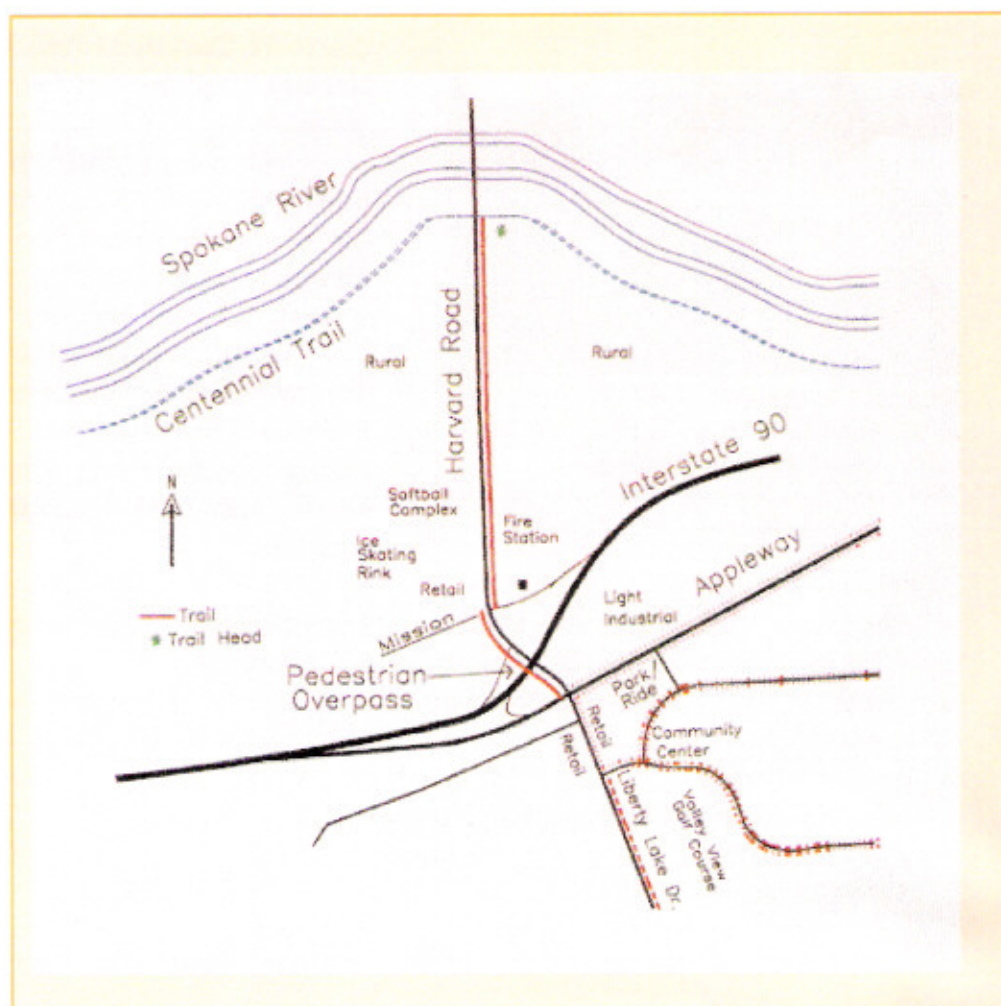 Spokane River
Centennial Trail
Harvard Road
Rural
Rural
Interstate 90
N
Softball
Complex
Fire
Station
Ice
Skating
Rink
Retail
Appleway
Light
Industrial
Trail
Trail Head
Mission
Pedestrian
Overpass
Park/
Ride
Retail
Retail
Community
Center
Liberty Lake Dr.
Valley View
Golf Course